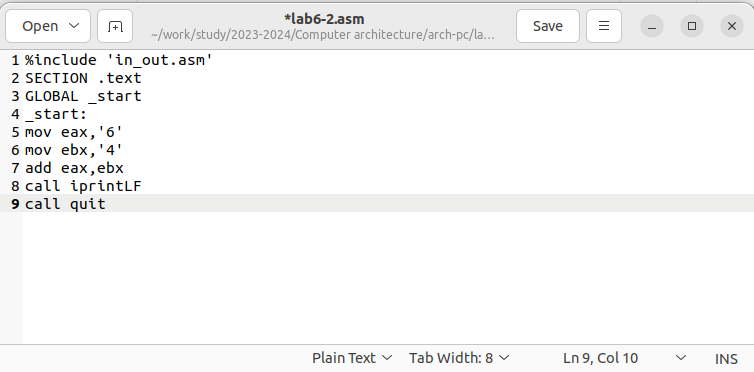 Open
*lab6-2.asm
~/work/study/2023-2024/Computer architecture/arch-pc/la...
Save
1 %include 'in_out.asm'
2 SECTION .text
3 GLOBAL _start
4 _start:
5 mov eax,'6'
6 mov ebx,'4'
7 add eax,ebx
8 call iprintLF
9 call quit
Plain Text Tab Width: 8 Ln 9, Col 10 INS